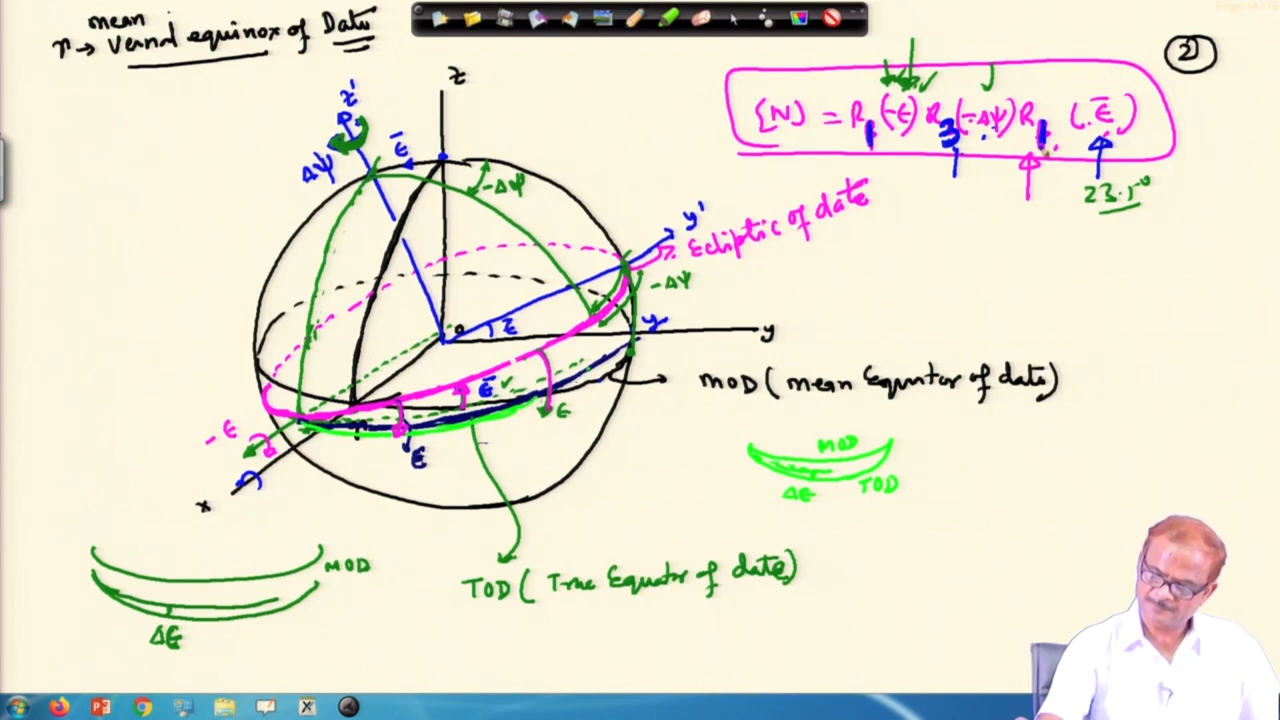 mean
γ → Vernal equinox of Date
2)
[N] = R₁(-ε) R₃(-Δψ) R₁(ε̄)
23.5°
z
z'
ε̄
Δψ
-Δψ
y'
Ecliptic of date
-Δψ
ε̄
y
y
o
MOD (mean Equator of date)
ε̄
ε
-ε
ε
γ
x
MOD
Δε
TOD
MOD
Δε
TOD (True Equator of date)